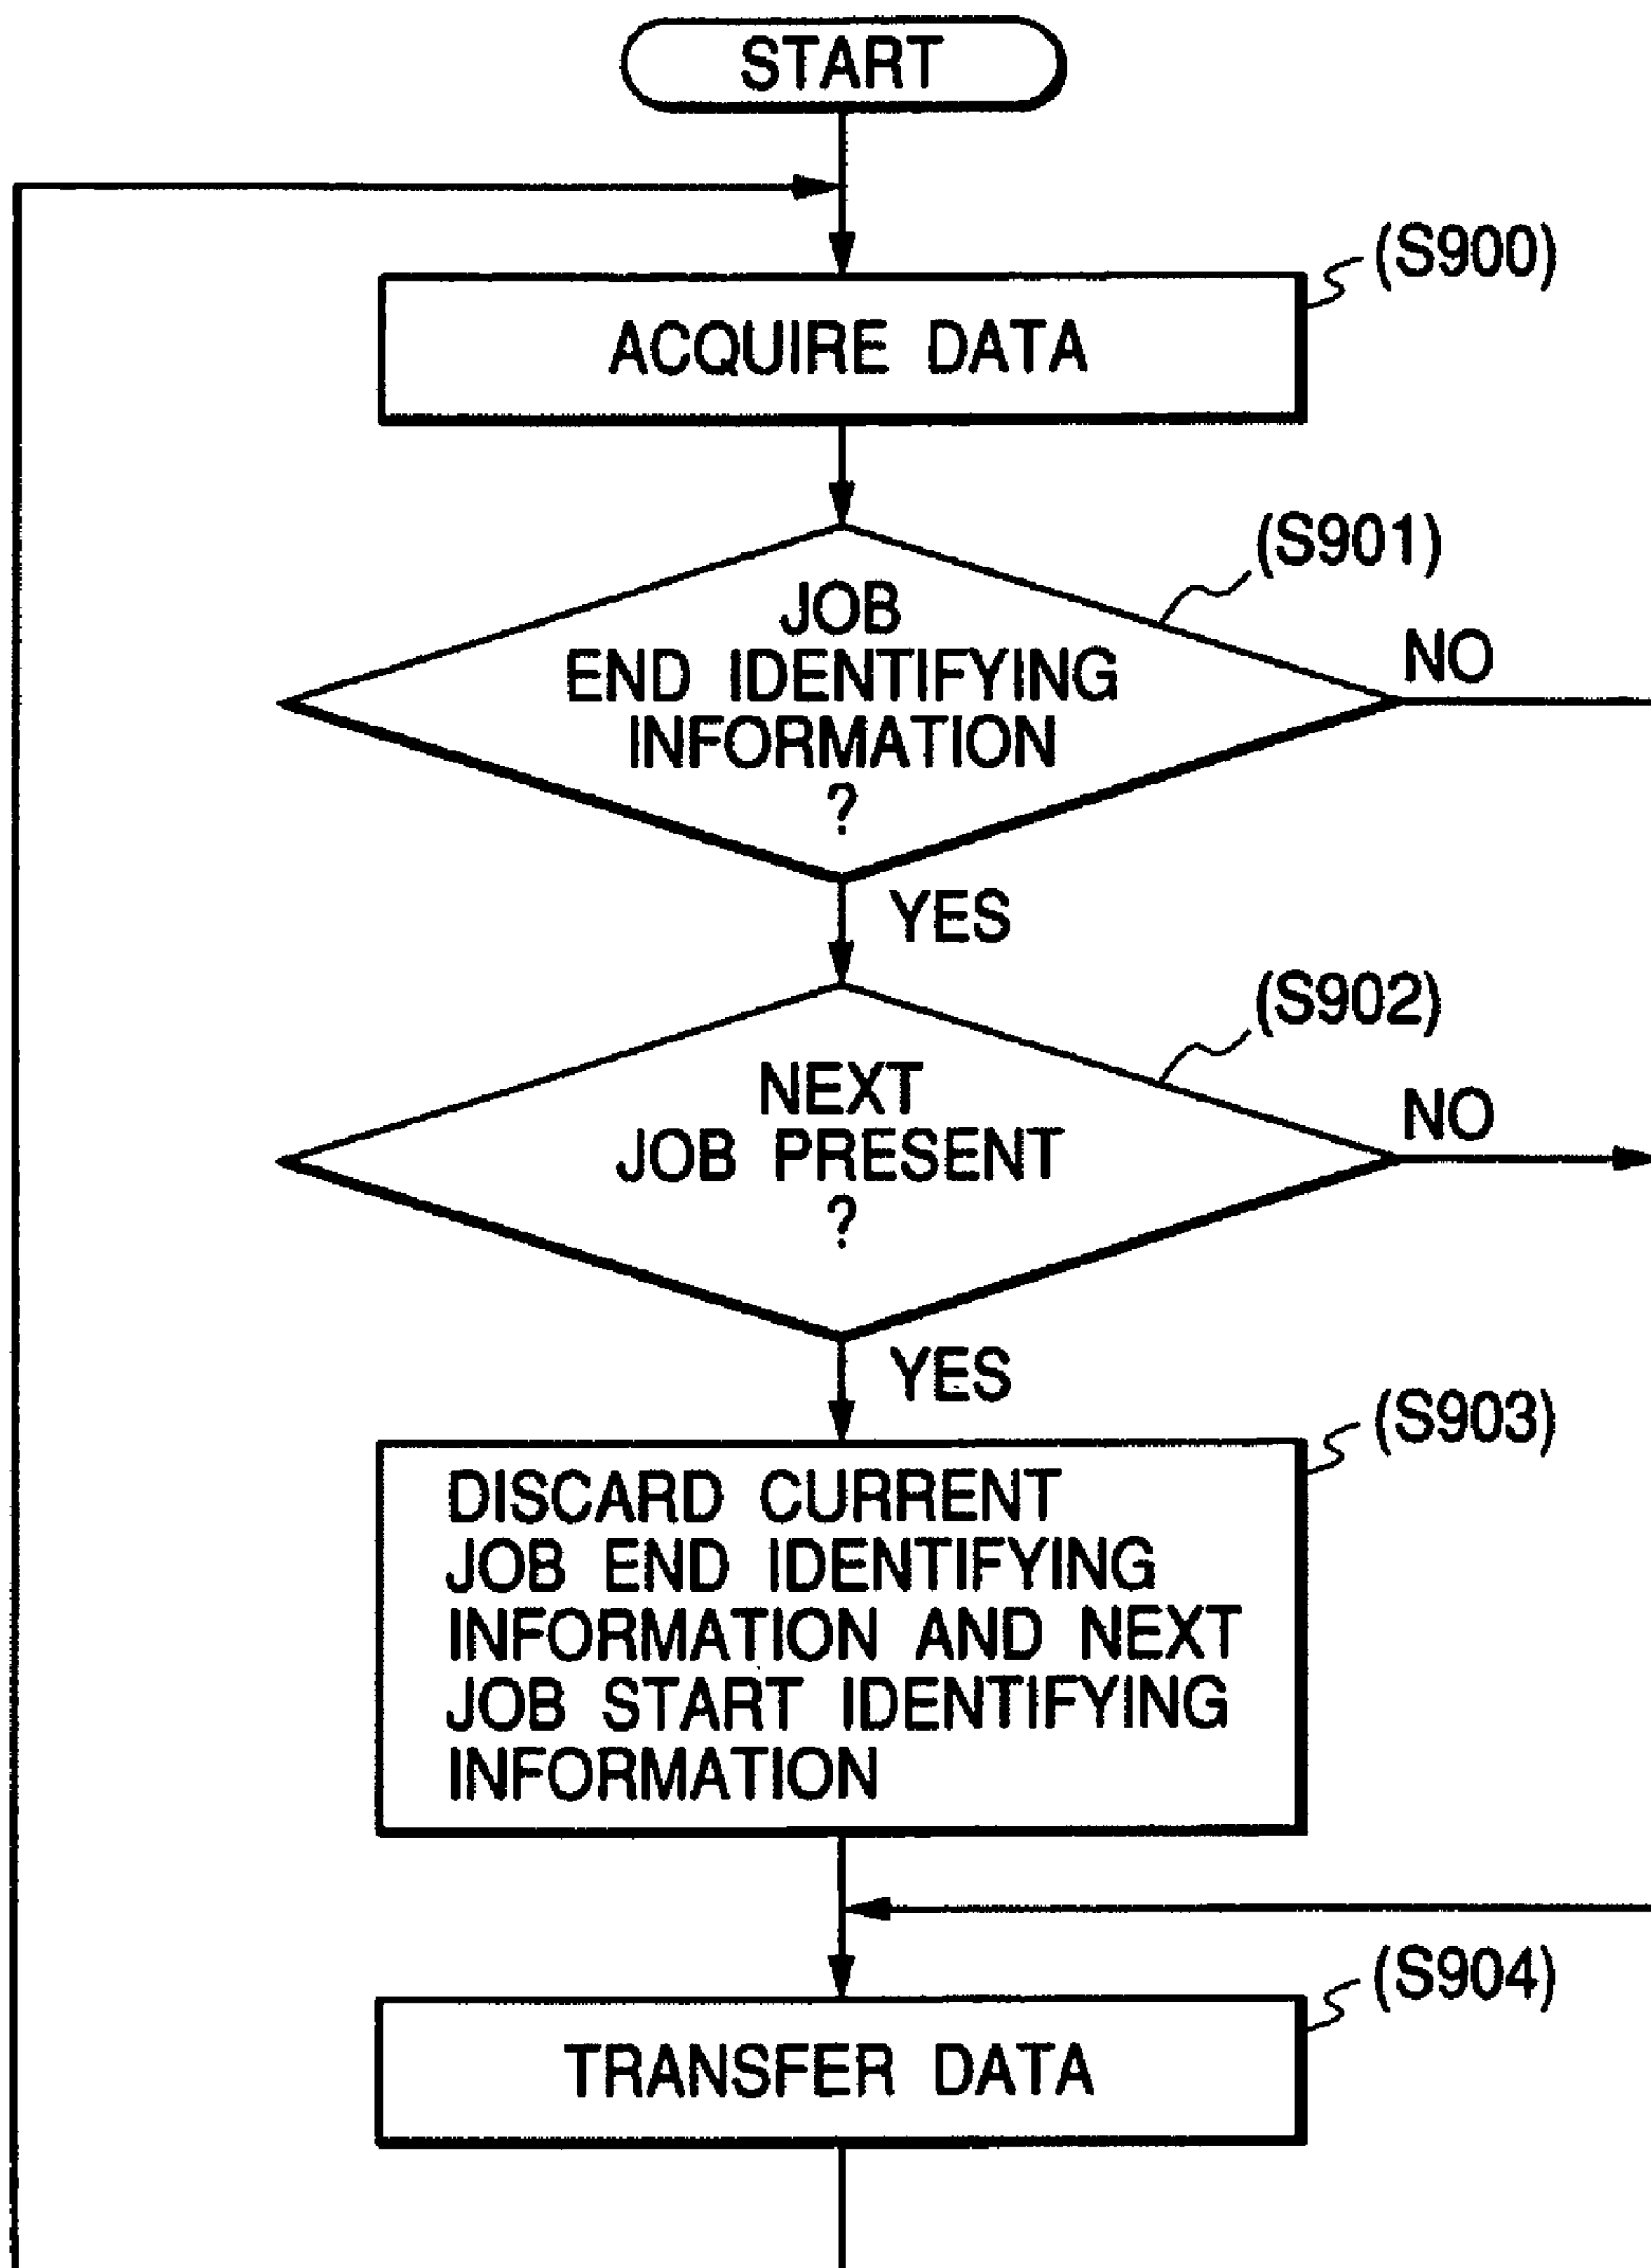 START
(S900)
ACQUIRE DATA
(S901)
JOB
END IDENTIFYING
INFORMATION
?
NO
YES
(S902)
NEXT
JOB PRESENT
?
NO
YES
(S903)
DISCARD CURRENT
JOB END IDENTIFYING
INFORMATION AND NEXT
JOB START IDENTIFYING
INFORMATION
(S904)
TRANSFER DATA